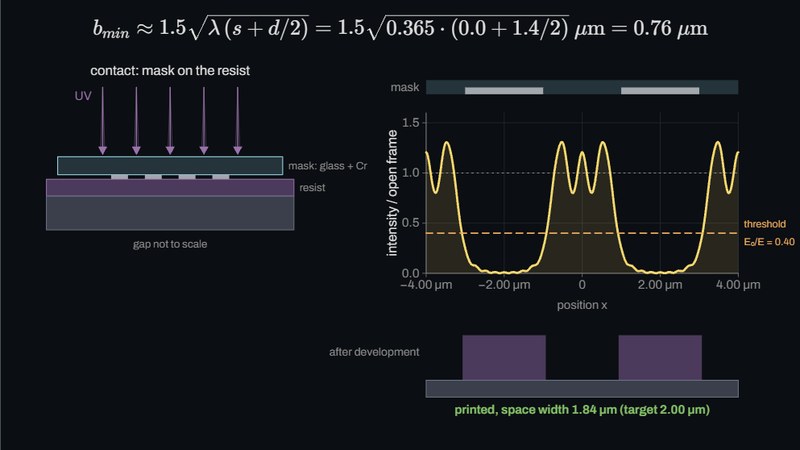 b_min ≈ 1.5√(λ(s + d/2)) = 1.5√(0.365 · (0.0 + 1.4/2)) μm = 0.76 μm
contact: mask on the resist
UV
mask: glass + Cr
resist
gap not to scale
mask
intensity / open frame
1.5
1.0
0.5
0.0
threshold
E₀/E = 0.40
−4.00 μm
−2.00 μm
0
2.00 μm
4.00 μm
position x
after development
printed, space width 1.84 μm (target 2.00 μm)